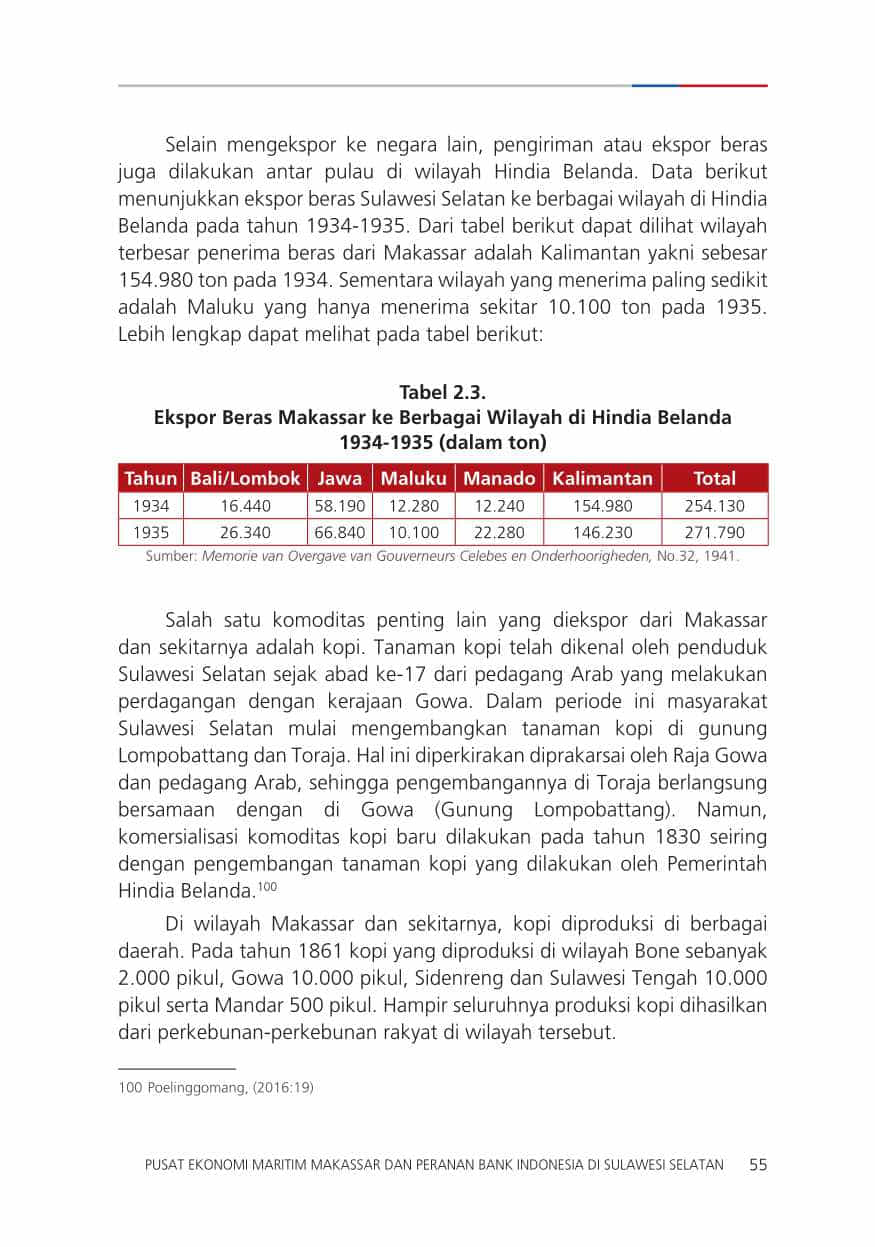 Selain mengekspor ke negara lain, pengiriman atau ekspor beras
juga dilakukan antar pulau di wilayah Hindia Belanda. Data berikut
menunjukkan ekspor beras Sulawesi Selatan ke berbagai wilayah di Hindia
Belanda pada tahun 1934-1935. Dari tabel berikut dapat dilihat wilayah
terbesar penerima beras dari Makassar adalah Kalimantan yakni sebesar
154.980 ton pada 1934. Sementara wilayah yang menerima paling sedikit
adalah Maluku yang hanya menerima sekitar 10.100 ton pada 1935.
Lebih lengkap dapat melihat pada tabel berikut:
Tabel 2.3.
Ekspor Beras Makassar ke Berbagai Wilayah di Hindia Belanda
1934-1935 (dalam ton)
Tahun Bali/Lombok Jawa Maluku Manado Kalimantan Total
1934 16.440 58.190 12.280 12.240 154.980 254.130
1935 26.340 66.840 10.100 22.280 146.230 271.790
Sumber: Memorie van Overgave van Gouverneurs Celebes en Onderhoorigheden, No.32, 1941.
Salah satu komoditas penting lain yang diekspor dari Makassar
dan sekitarnya adalah kopi. Tanaman kopi telah dikenal oleh penduduk
Sulawesi Selatan sejak abad ke-17 dari pedagang Arab yang melakukan
perdagangan dengan kerajaan Gowa. Dalam periode ini masyarakat
Sulawesi Selatan mulai mengembangkan tanaman kopi di gunung
Lompobattang dan Toraja. Hal ini diperkirakan diprakarsai oleh Raja Gowa
dan pedagang Arab, sehingga pengembangannya di Toraja berlangsung
bersamaan dengan di Gowa (Gunung Lompobattang). Namun,
komersialisasi komoditas kopi baru dilakukan pada tahun 1830 seiring
dengan pengembangan tanaman kopi yang dilakukan oleh Pemerintah
Hindia Belanda.100
Di wilayah Makassar dan sekitarnya, kopi diproduksi di berbagai
daerah. Pada tahun 1861 kopi yang diproduksi di wilayah Bone sebanyak
2.000 pikul, Gowa 10.000 pikul, Sidenreng dan Sulawesi Tengah 10.000
pikul serta Mandar 500 pikul. Hampir seluruhnya produksi kopi dihasilkan
dari perkebunan-perkebunan rakyat di wilayah tersebut.
100 Poelinggomang, (2016:19)
PUSAT EKONOMI MARITIM MAKASSAR DAN PERANAN BANK INDONESIA DI SULAWESI SELATAN 55